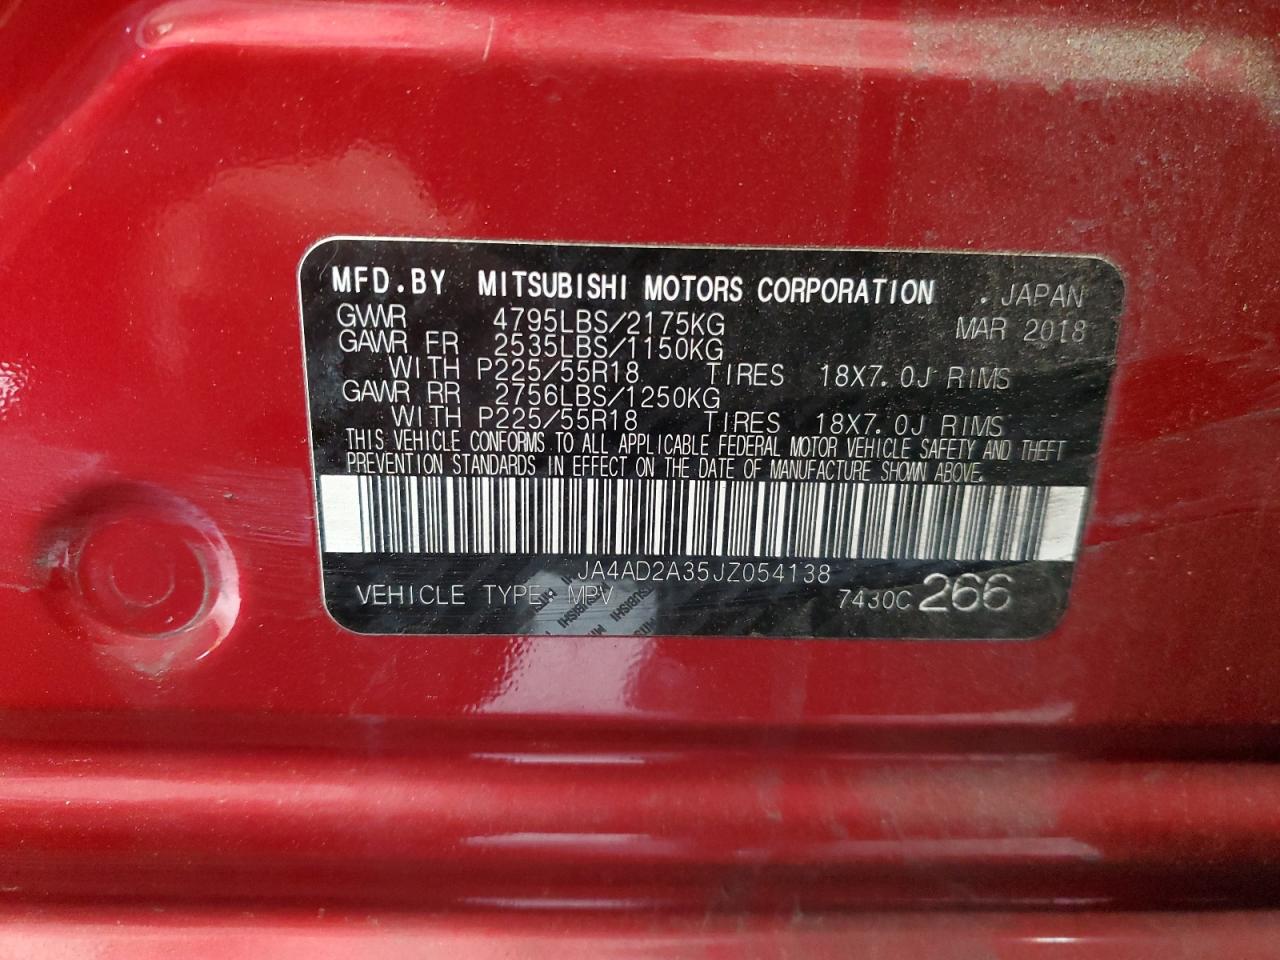 MFD.BY MITSUBISHI MOTORS CORPORATION . JAPAN
GWR 4795LBS/2175KG MAR 2018
GAWR FR 2535LBS/1150KG
WITH P225/55R18 TIRES 18X7.0J RIMS
GAWR RR 2756LBS/1250KG
WITH P225/55R18 TIRES 18X7.0J RIMS
THIS VEHICLE CONFORMS TO ALL APPLICABLE FEDERAL MOTOR VEHICLE SAFETY AND THEFT
PREVENTION STANDARDS IN EFFECT ON THE DATE OF MANUFACTURE SHOWN ABOVE.
JA4AD2A35JZ054138
VEHICLE TYPE MPV 7430C 266